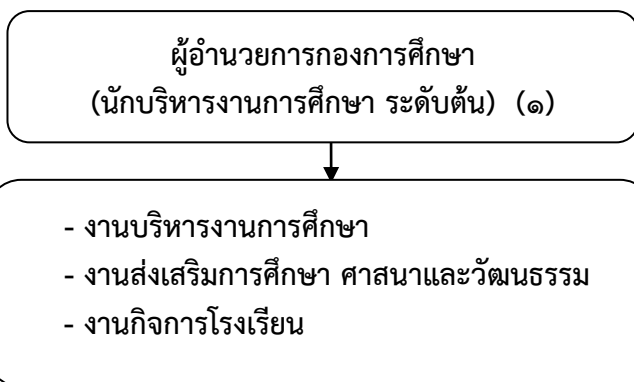 ผู้อำนวยการกองการศึกษา
(นักบริหารงานการศึกษา ระดับต้น) (๑)
- งานบริหารงานการศึกษา
- งานส่งเสริมการศึกษา ศาสนาและวัฒนธรรม
- งานกิจการโรงเรียน